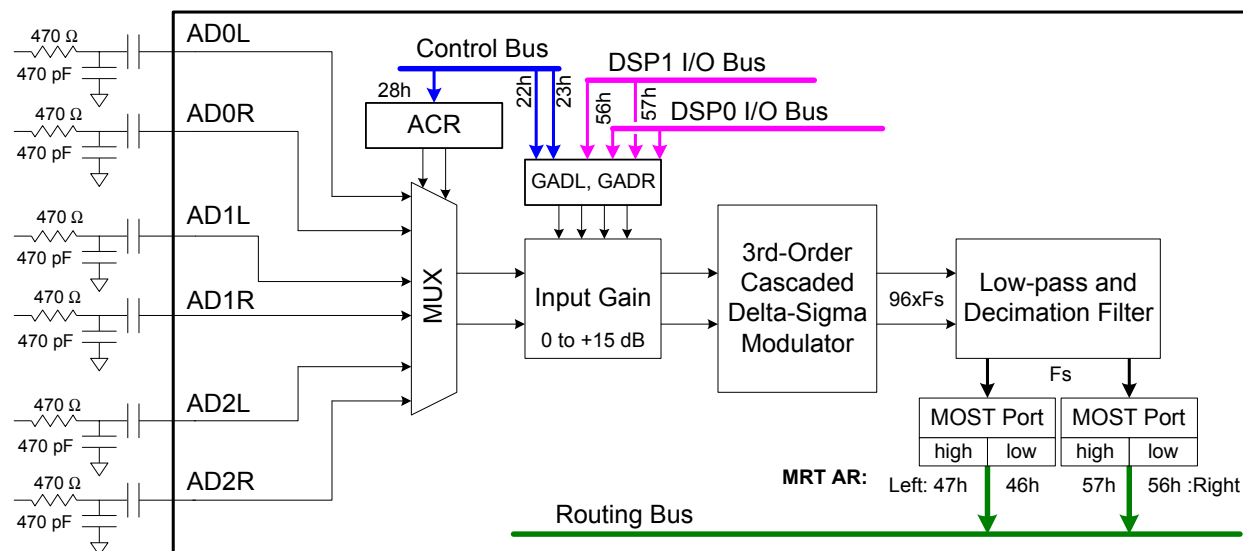 470 Ω
470 pF
AD0L
470 Ω
470 pF
AD0R
470 Ω
470 pF
AD1L
470 Ω
470 pF
AD1R
470 Ω
470 pF
AD2L
470 Ω
470 pF
AD2R
Control Bus
28h
ACR
22h
23h
DSP1 I/O Bus
56h
57h
DSP0 I/O Bus
GADL, GADR
MUX
Input Gain
0 to +15 dB
3rd-Order
Cascaded
Delta-Sigma
Modulator
96xFs
Low-pass and
Decimation Filter
Fs
MOST Port
high low
MOST Port
high low
MRT AR: Left: 47h 46h 57h 56h :Right
Routing Bus